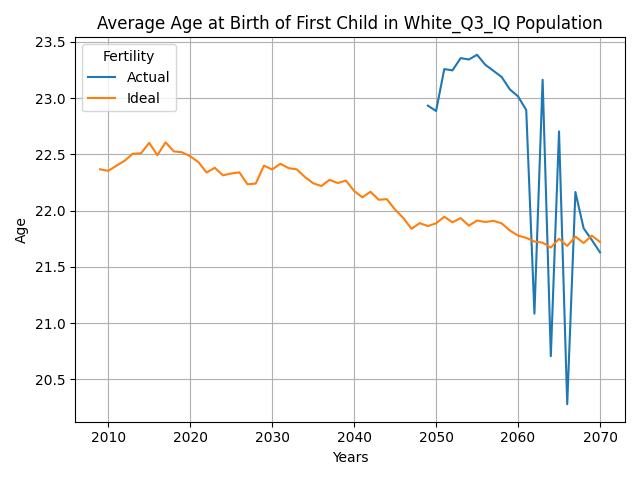 Average Age at Birth of First Child in White_Q3_IQ Population
Fertility
Actual
Ideal
Age
23.5
23.0
22.5
22.0
21.5
21.0
20.5
2010 2020 2030 2040 2050 2060 2070
Years